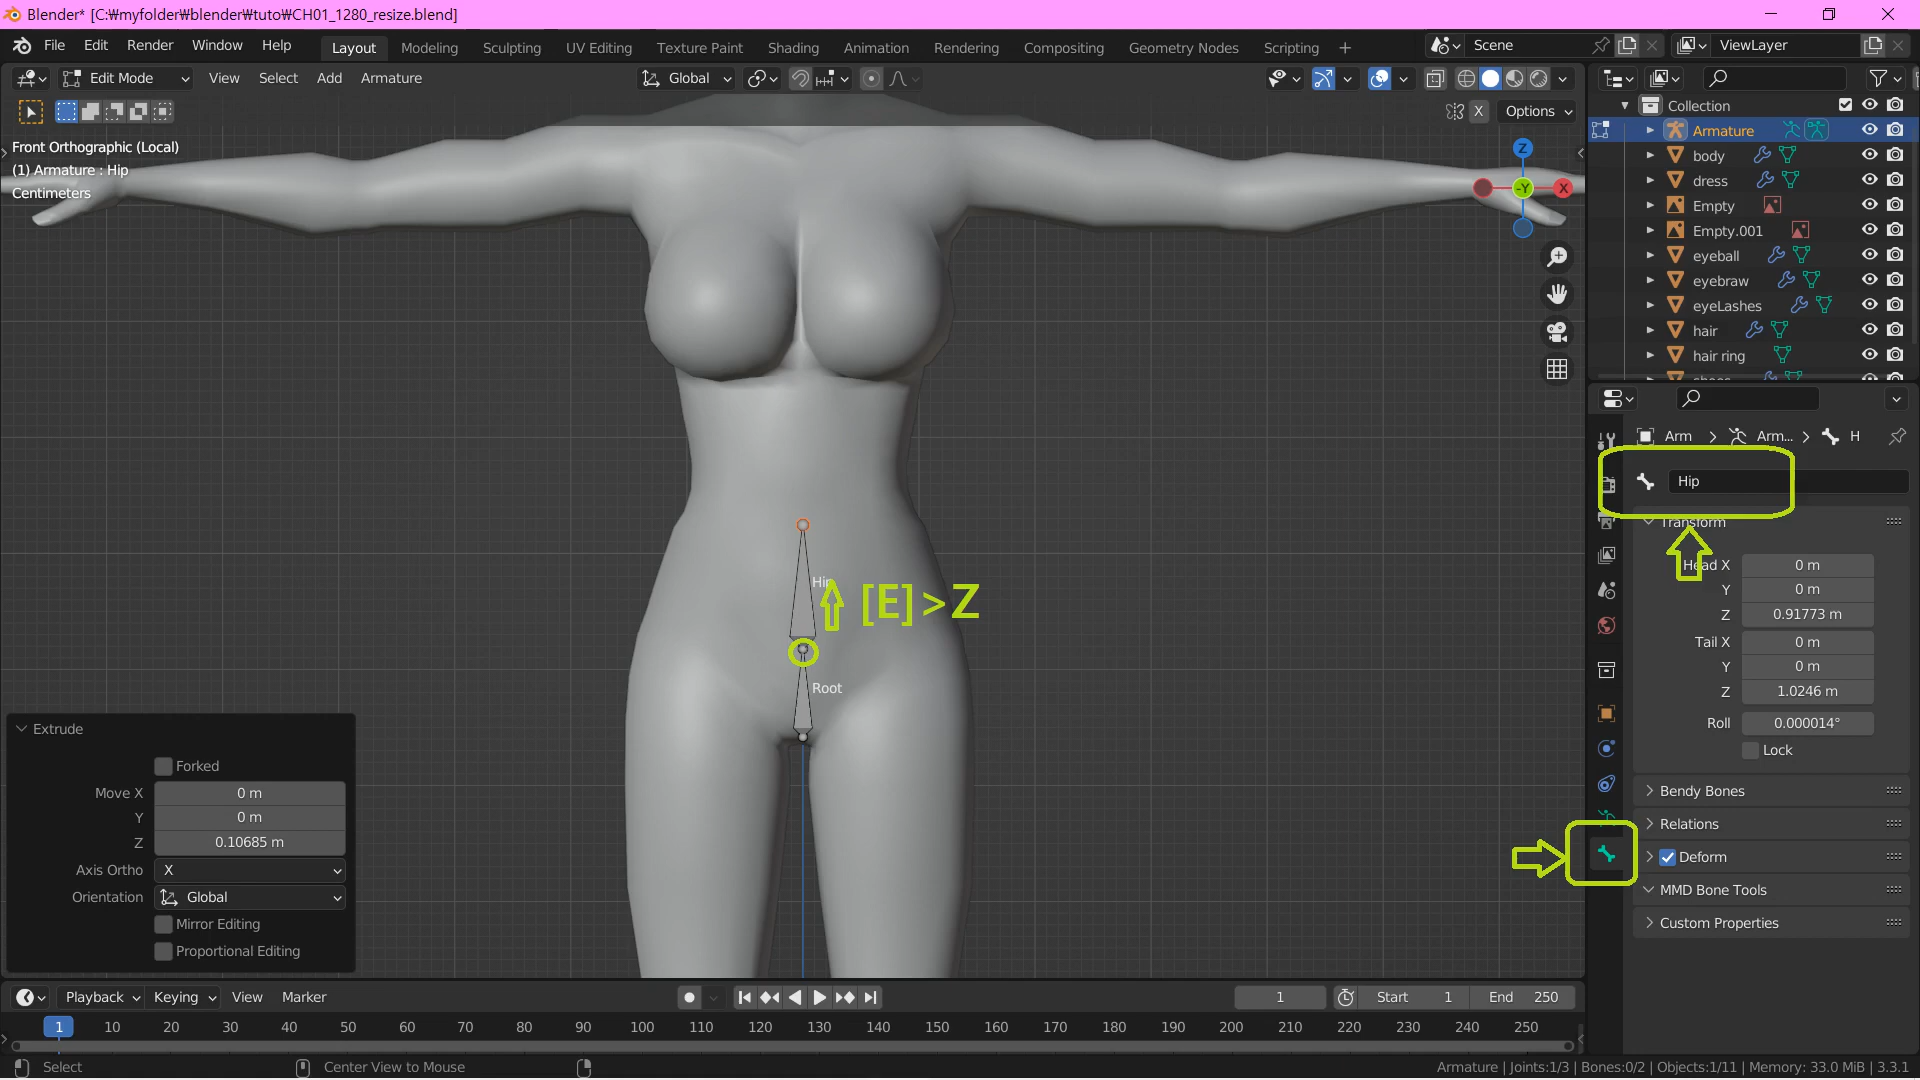 Blender* [C:₩myfolder₩blender₩tuto₩CH01_1280_resize.blend]
File Edit Render Window Help
Layout Modeling Sculpting UV Editing Texture Paint Shading Animation Rendering Compositing Geometry Nodes Scripting +
Scene
ViewLayer
Edit Mode View Select Add Armature
Global
X Options
Front Orthographic (Local)
(1) Armature : Hip
Centimeters
Z
-Y
X
Collection
Armature
body
dress
Empty
Empty.001
eyeball
eyebraw
eyeLashes
hair
hair ring
Arm > Arm... > H
Hip
Transform
Head X 0 m
Y 0 m
Z 0.91773 m
Tail X 0 m
Y 0 m
Z 1.0246 m
Roll 0.000014°
Lock
Bendy Bones
Relations
Deform
MMD Bone Tools
Custom Properties
Hip
[E]>Z
Root
Extrude
Forked
Move X 0 m
Y 0 m
Z 0.10685 m
Axis Ortho X
Orientation Global
Mirror Editing
Proportional Editing
Playback Keying View Marker
1
Start 1
End 250
1 10 20 30 40 50 60 70 80 90 100 110 120 130 140 150 160 170 180 190 200 210 220 230 240 250
Select
Center View to Mouse
Armature | Joints:1/3 | Bones:0/2 | Objects:1/11 | Memory: 33.0 MiB | 3.3.1